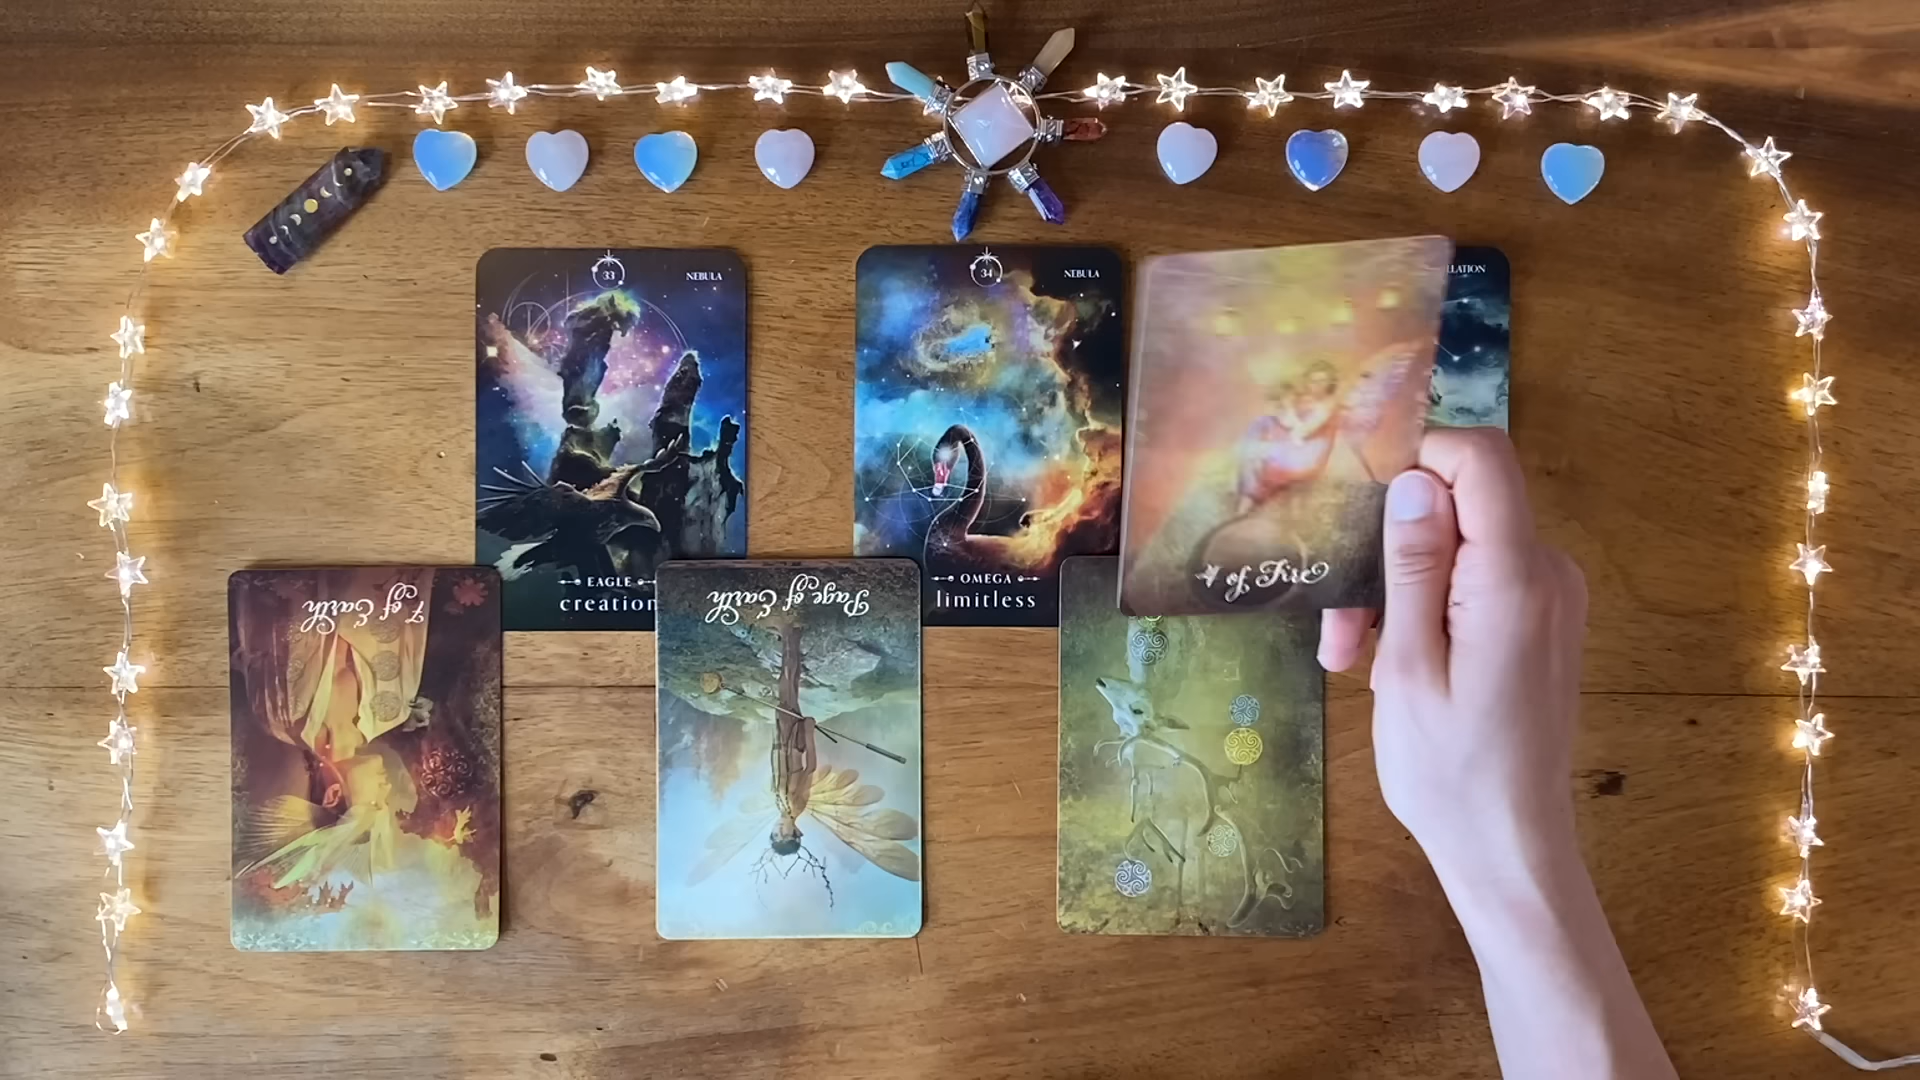 33
NEBULA
EAGLE
creation
34
NEBULA
OMEGA
limitless
LLATION
4 of Fire
7 of Earth
Page of Earth